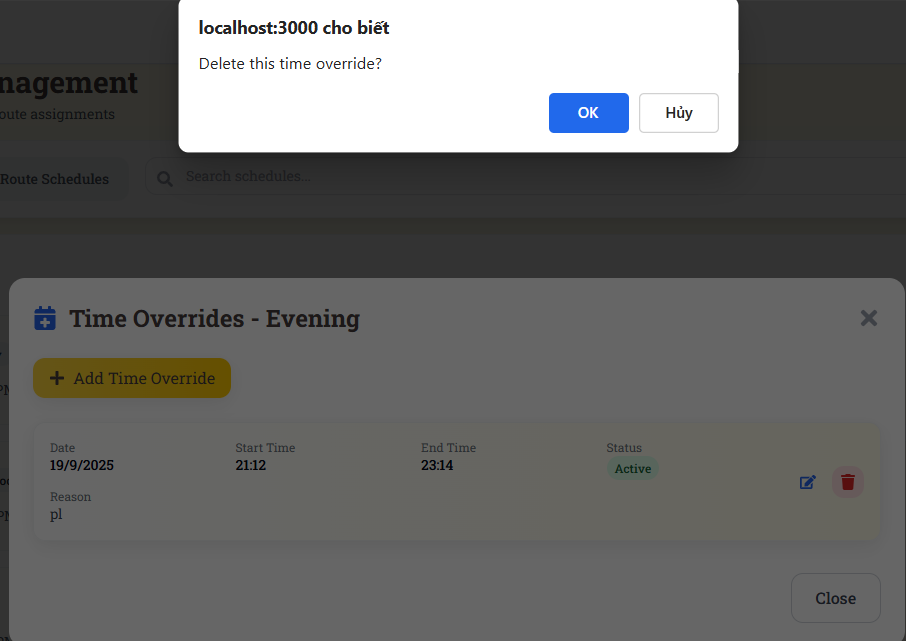 localhost:3000 cho biết
Delete this time override?
OK
Hủy
nagement
oute assignments
Route Schedules
Search schedules...
Time Overrides - Evening
Add Time Override
Date
Start Time
End Time
Status
19/9/2025
21:12
23:14
Active
Reason
pl
Close